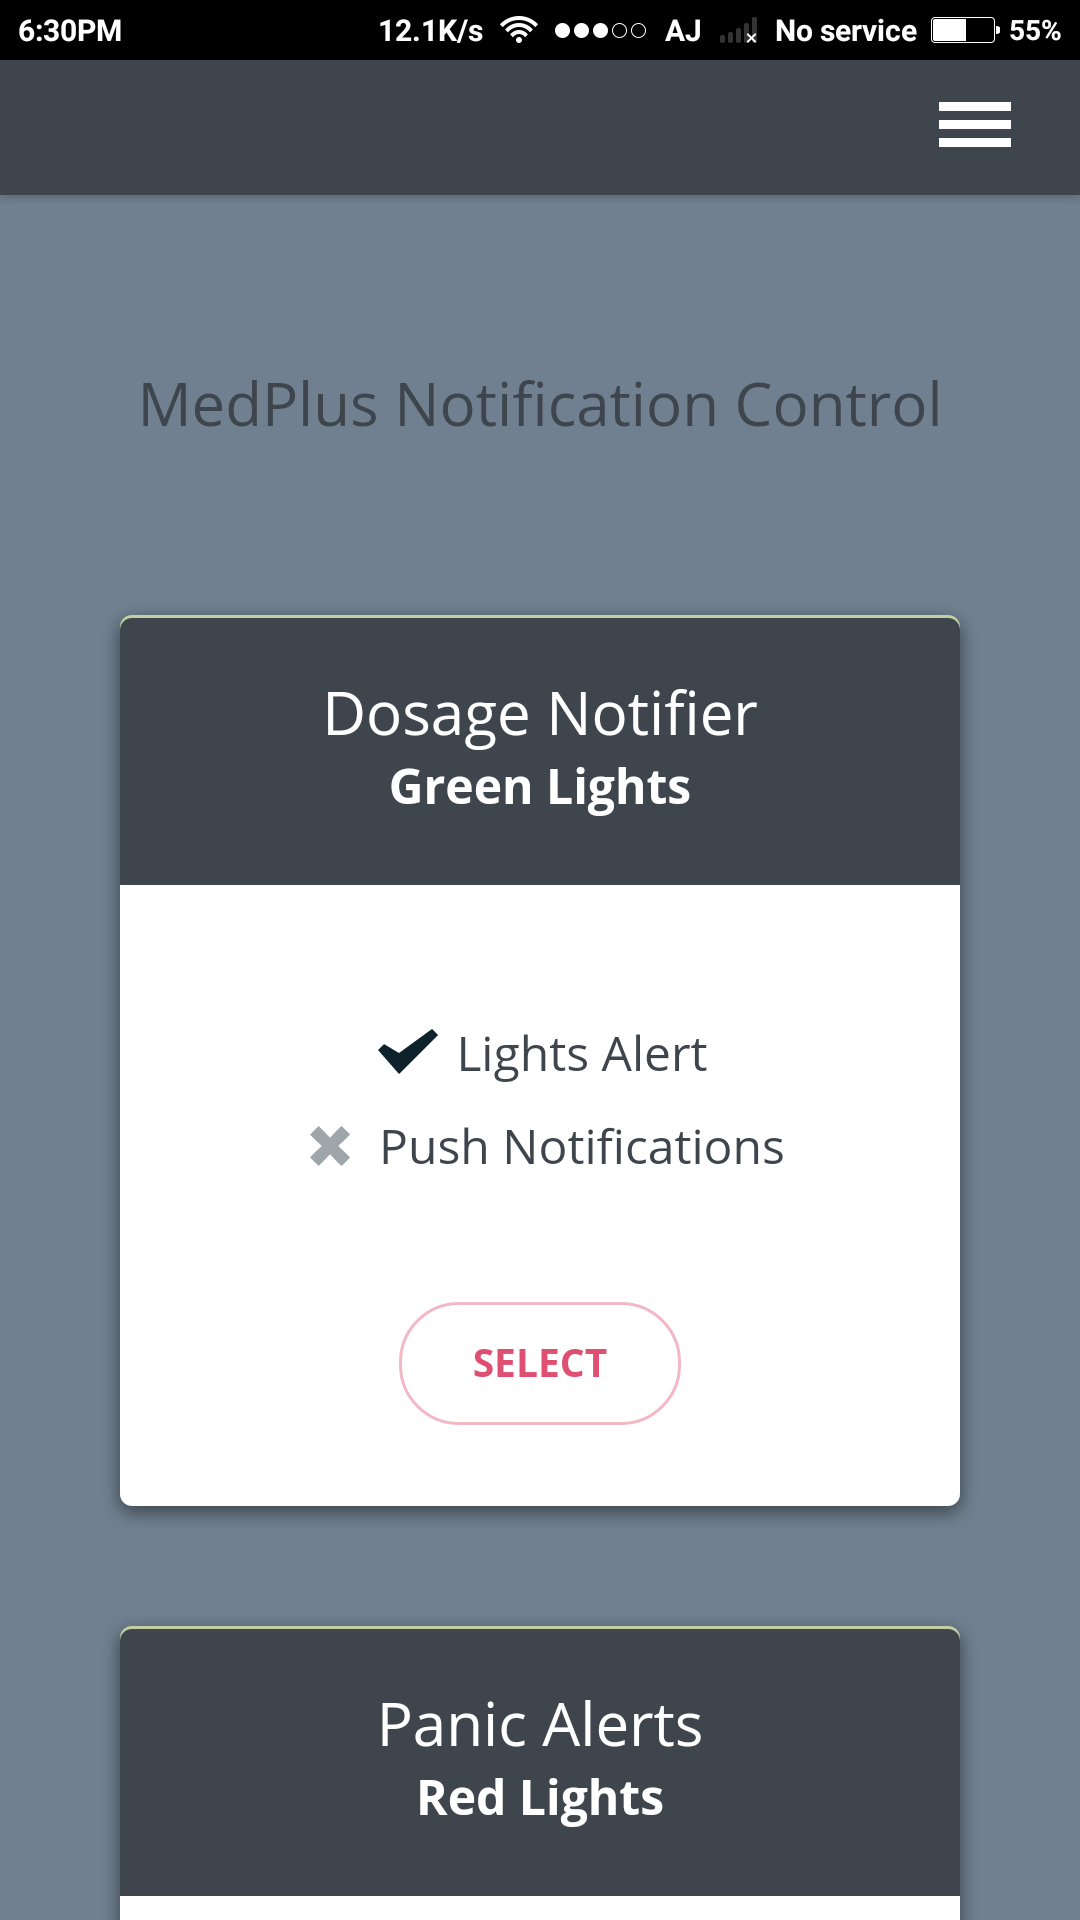 6:30PM 12.1K/s AJ No service 55%
MedPlus Notification Control
Dosage Notifier
Green Lights
Lights Alert
Push Notifications
SELECT
Panic Alerts
Red Lights